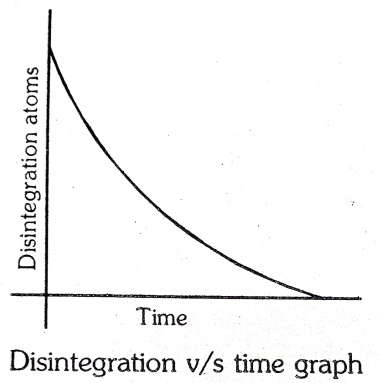 Disintegration atoms
Time
Disintegration v/s time graph